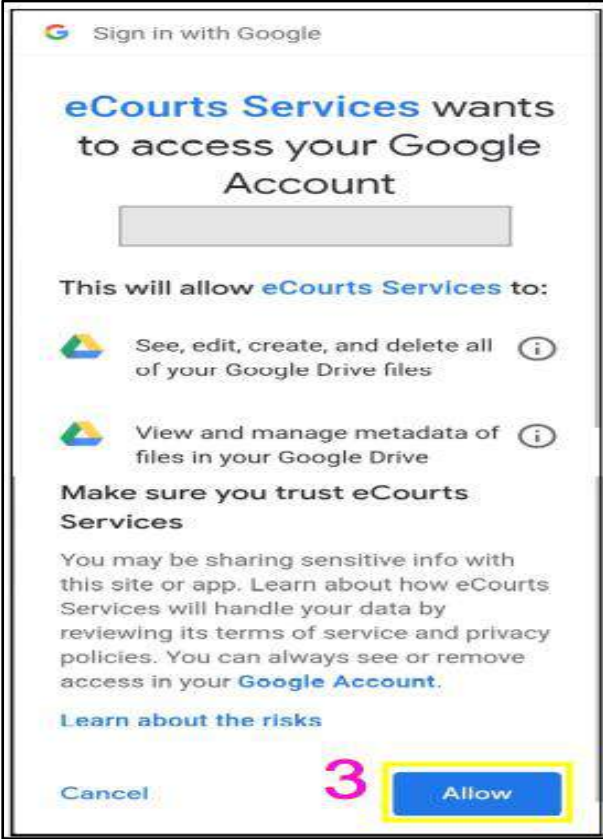 Sign in with Google
eCourts Services wants
to access your Google
Account
This will allow eCourts Services to:
See, edit, create, and delete all
of your Google Drive files
View and manage metadata of
files in your Google Drive
Make sure you trust eCourts
Services
You may be sharing sensitive info with
this site or app. Learn about how eCourts
Services will handle your data by
reviewing its terms of service and privacy
policies. You can always see or remove
access in your Google Account.
Learn about the risks
Cancel 3 Allow